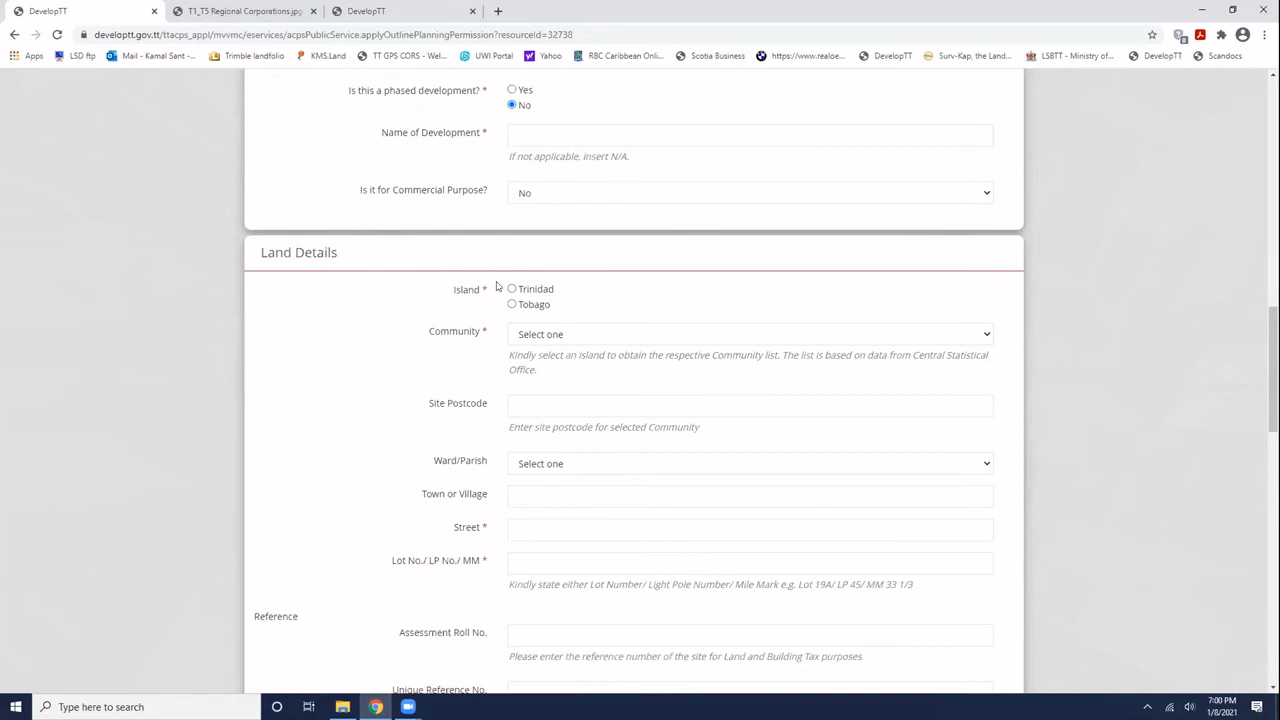 DevelopTT
T1_T5 Regional Corporations.jpg
DevelopTT
developtt.gov.tt/ttacps_appl/mvvmc/eservices/acpsPublicService.applyOutlinePlanningPermission?resourceId=32738
Apps
LSD ftp
Mail - Kamal Sant -...
Trimble landfolio
KMS.Land
TT GPS CORS - Wel...
UWI Portal
Yahoo
RBC Caribbean Onli...
Scotia Business
https://www.realoe...
DevelopTT
Surv-Kap, the Land...
LSBTT - Ministry of...
DevelopTT
Scandocs
Is this a phased development? *
Yes
No
Name of Development *
If not applicable, insert N/A.
Is it for Commercial Purpose?
No
Land Details
Island *
Trinidad
Tobago
Community *
Select one
Kindly select an Island to obtain the respective Community list. The list is based on data from Central Statistical
Office.
Site Postcode
Enter site postcode for selected Community
Ward/Parish
Select one
Town or Village
Street *
Lot No./ LP No./ MM *
Kindly state either Lot Number/ Light Pole Number/ Mile Mark e.g. Lot 19A/ LP 45/ MM 33 1/3
Reference
Assessment Roll No.
Please enter the reference number of the site for Land and Building Tax purposes
Unique Reference No.
Type here to search
7:00 PM
1/8/2021